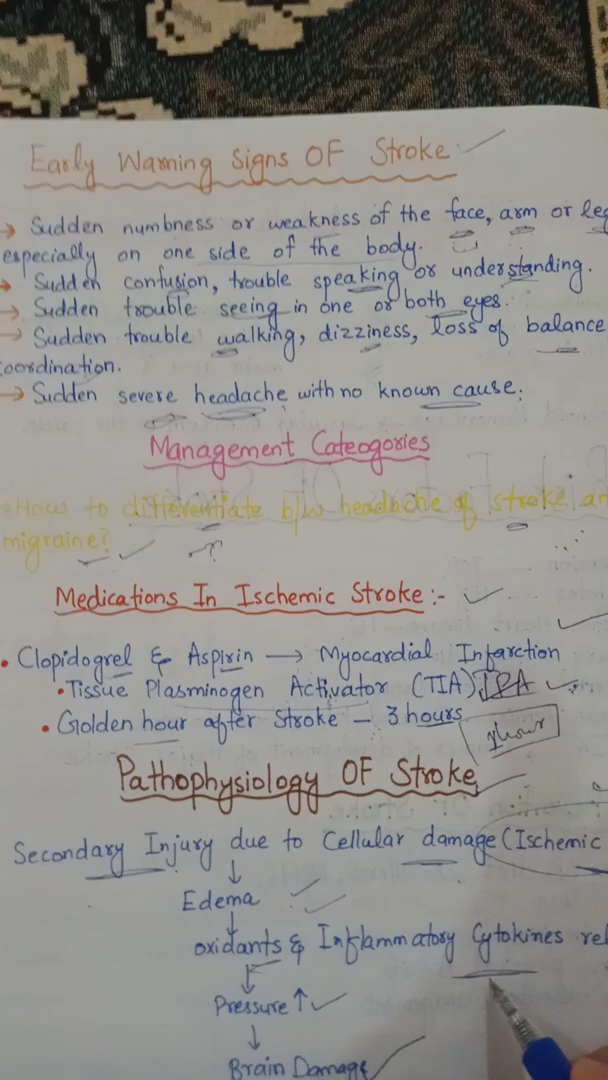 Early Warning Signs OF Stroke
→ Sudden numbness or weakness of the face, arm or leg
especially on one side of the body.
→ Sudden confusion, trouble speaking or understanding.
→ Sudden trouble seeing in one or both eyes.
→ Sudden trouble walking, dizziness, loss of balance
coordination.
→ Sudden severe headache with no known cause.
Management Cateogories
How to differentiate b/w headache of stroke an
migraine?
Medications In Ischemic Stroke:-
• Clopidogrel & Aspirin → Myocardial Infarction
• Tissue Plasminogen Activator (TIA) TPA
• Golden hour after Stroke - 3 hours
1hour
Pathophysiology OF Stroke
Secondary Injury due to Cellular damage (Ischemic
↓
Edema
↓
oxidants & Inflammatory Cytokines rel
↓
Pressure ↑
↓
Brain Damage